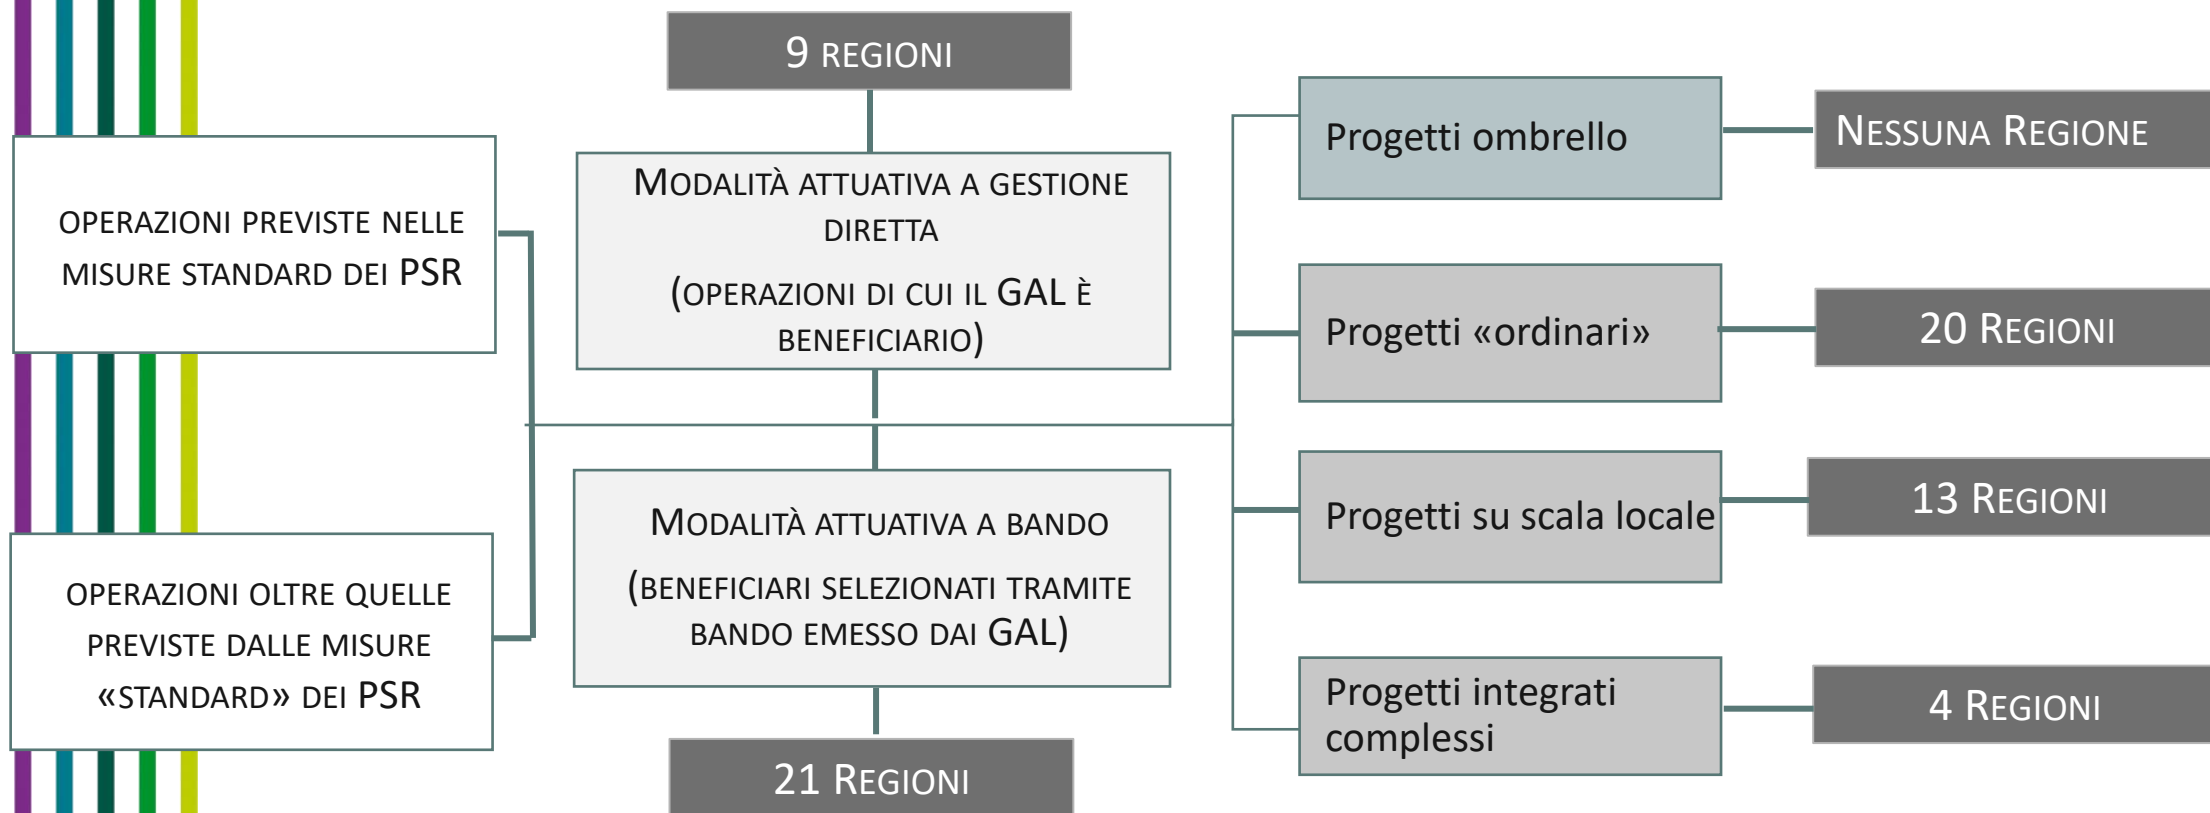 9 REGIONI
OPERAZIONI PREVISTE NELLE
MISURE STANDARD DEI PSR
OPERAZIONI OLTRE QUELLE
PREVISTE DALLE MISURE
«STANDARD» DEI PSR
MODALITÀ ATTUATIVA A GESTIONE
DIRETTA
(OPERAZIONI DI CUI IL GAL È
BENEFICIARIO)
MODALITÀ ATTUATIVA A BANDO
(BENEFICIARI SELEZIONATI TRAMITE
BANDO EMESSO DAI GAL)
21 REGIONI
Progetti ombrello
NESSUNA REGIONE
Progetti «ordinari»
20 REGIONI
Progetti su scala locale
13 REGIONI
Progetti integrati
complessi
4 REGIONI